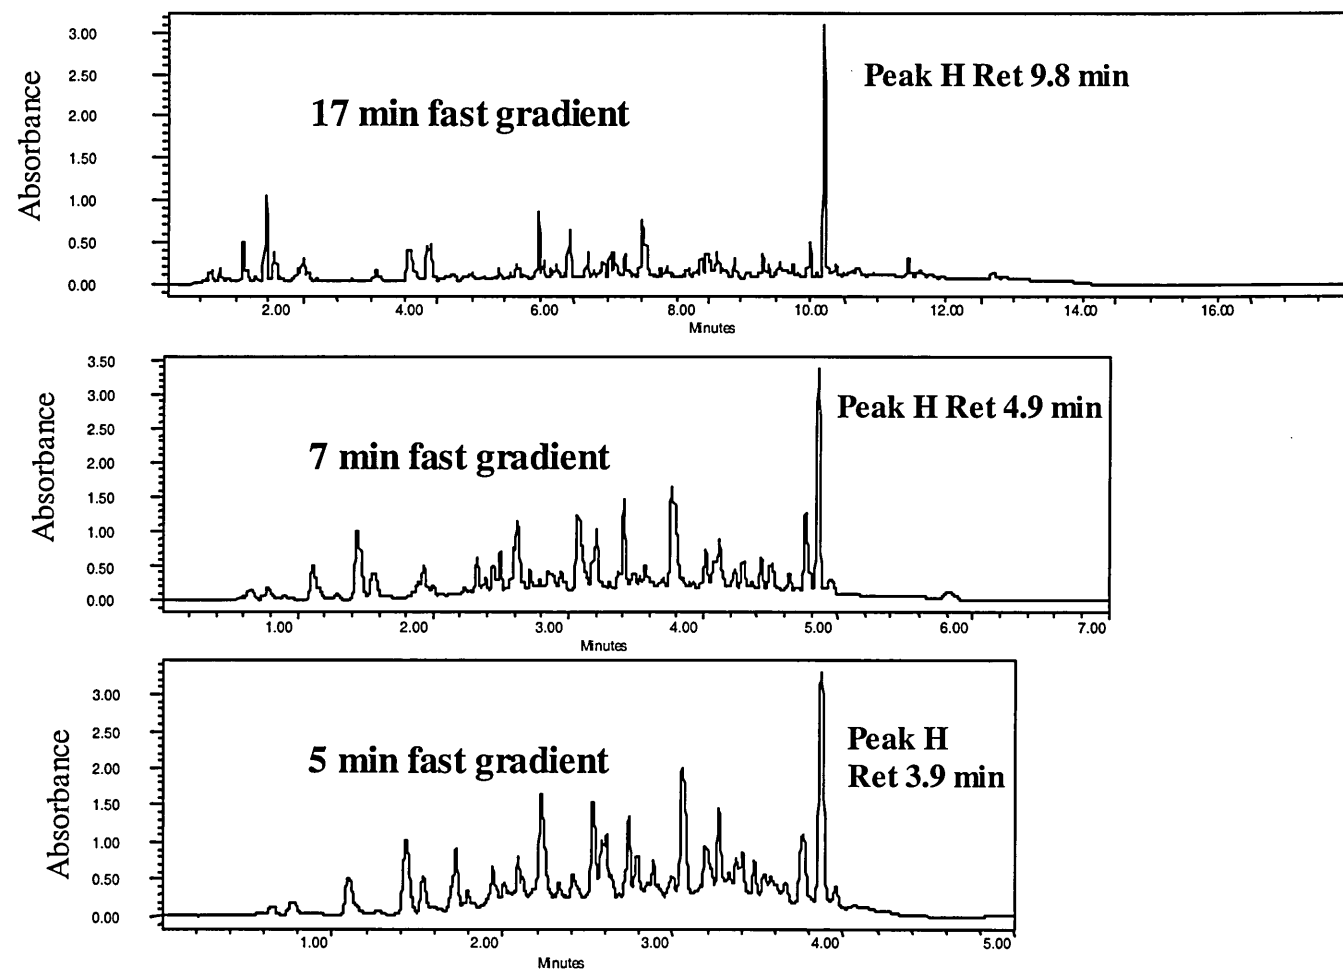 3.00
2.50
2.00
1.50
1.00
0.50
0.00
Absorbance
17 min fast gradient
Peak H Ret 9.8 min
2.00 4.00 6.00 8.00 10.00 12.00 14.00 16.00
Minutes
3.50
3.00
2.50
2.00
1.50
1.00
0.50
0.00
Absorbance
7 min fast gradient
Peak H Ret 4.9 min
1.00 2.00 3.00 4.00 5.00 6.00 7.00
Minutes
3.00
2.50
2.00
1.50
1.00
0.50
0.00
Absorbance
5 min fast gradient
Peak H
Ret 3.9 min
1.00 2.00 3.00 4.00 5.00
Minutes